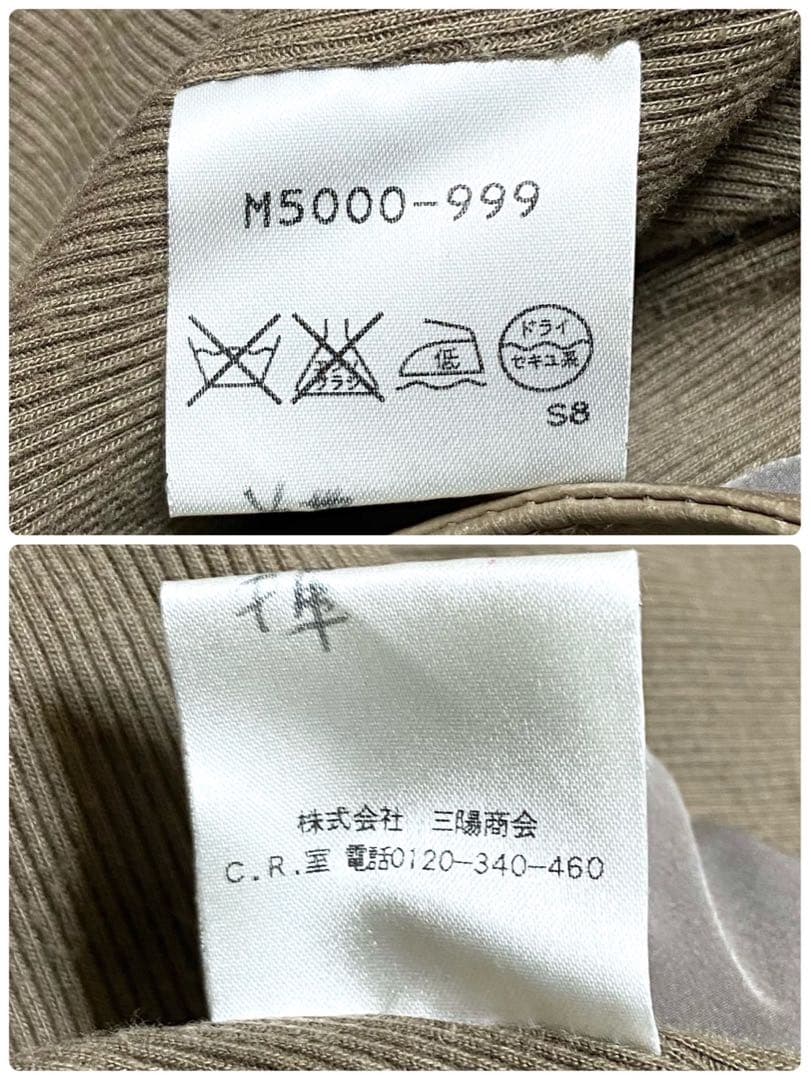 M5000-999
低
ドライ
セキユ系
S8
株式会社 三陽商会
C.R.室 電話0120-340-460